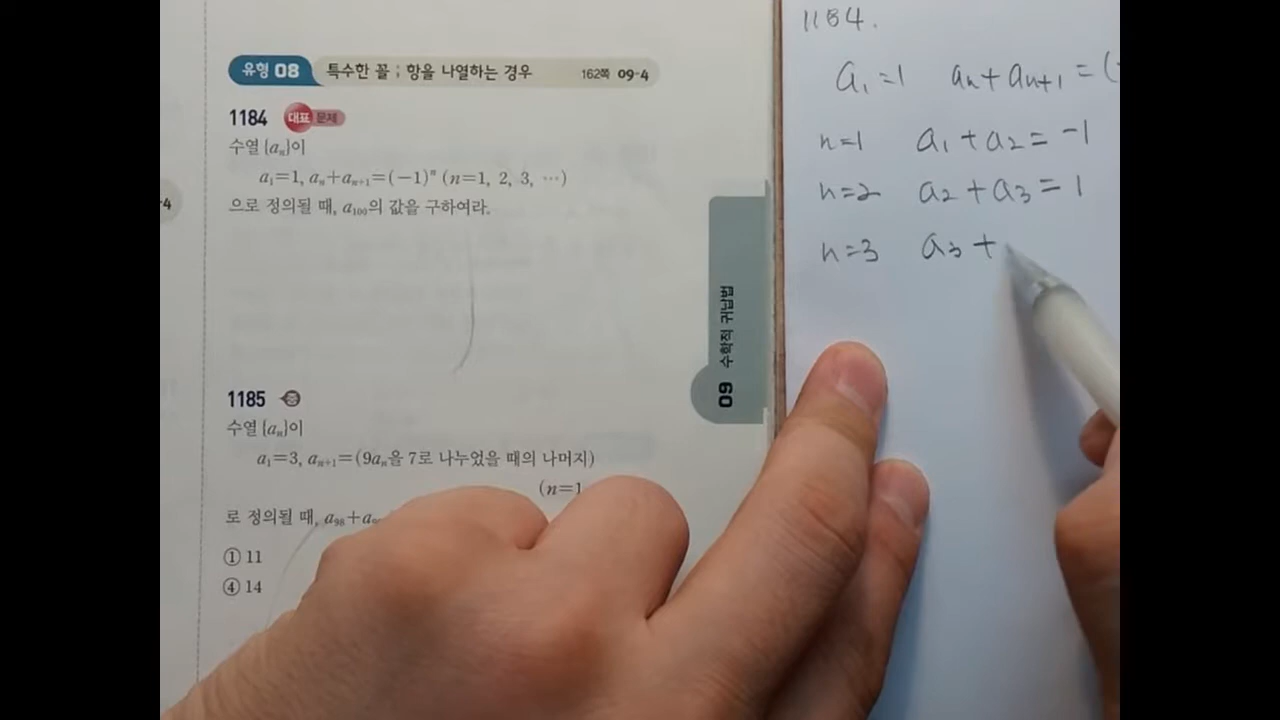 유형 08 특수한 꼴 ; 항을 나열하는 경우 162쪽 09-4
1184 대표 문제
수열 {aₙ}이
a₁=1, aₙ+aₙ₊₁=(−1)ⁿ (n=1, 2, 3, ⋯)
으로 정의될 때, a₁₀₀의 값을 구하여라.
1185 중
수열 {aₙ}이
a₁=3, aₙ₊₁=(9aₙ을 7로 나누었을 때의 나머지)
(n=1
로 정의될 때, a₉₈+a
① 11
④ 14
-4
09 수학적 귀납법
1184.
a₁=1 aₙ+aₙ₊₁=(
n=1 a₁+a₂=-1
n=2 a₂+a₃=1
n=3 a₃+